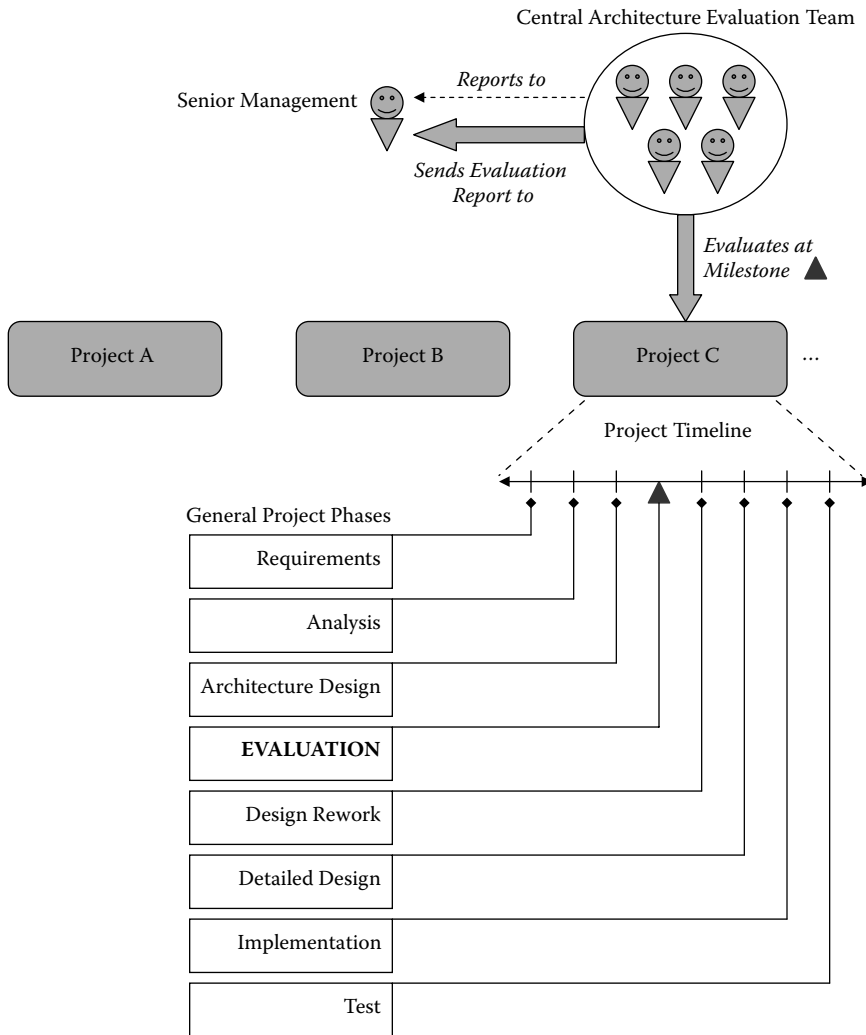 Central Architecture Evaluation Team
Senior Management
Reports to
Sends Evaluation
Report to
Evaluates at
Milestone
Project A
Project B
Project C
...
Project Timeline
General Project Phases
Requirements
Analysis
Architecture Design
EVALUATION
Design Rework
Detailed Design
Implementation
Test